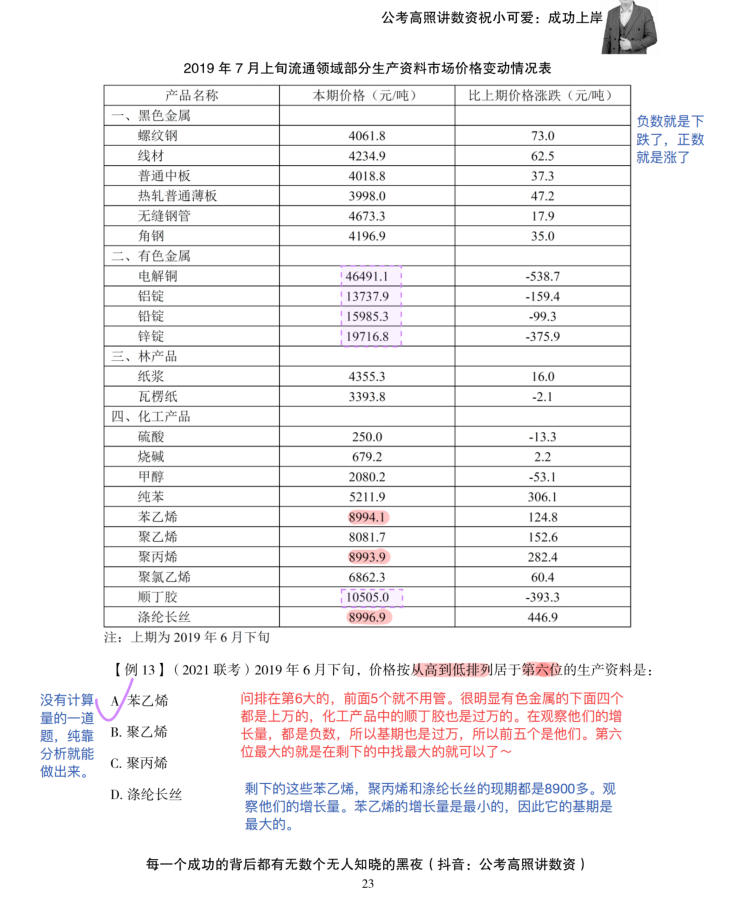 公考高照讲数资祝小可爱：成功上岸
2019 年 7 月上旬流通领域部分生产资料市场价格变动情况表
产品名称 本期价格（元/吨） 比上期价格涨跌（元/吨）
一、黑色金属
螺纹钢 4061.8 73.0
线材 4234.9 62.5
普通中板 4018.8 37.3
热轧普通薄板 3998.0 47.2
无缝钢管 4673.3 17.9
角钢 4196.9 35.0
二、有色金属
电解铜 46491.1 -538.7
铝锭 13737.9 -159.4
铅锭 15985.3 -99.3
锌锭 19716.8 -375.9
三、林产品
纸浆 4355.3 16.0
瓦楞纸 3393.8 -2.1
四、化工产品
硫酸 250.0 -13.3
烧碱 679.2 2.2
甲醇 2080.2 -53.1
纯苯 5211.9 306.1
苯乙烯 8994.1 124.8
聚乙烯 8081.7 152.6
聚丙烯 8993.9 282.4
聚氯乙烯 6862.3 60.4
顺丁胶 10505.0 -393.3
涤纶长丝 8996.9 446.9
负数就是下
跌了，正数
就是涨了
注：上期为 2019 年 6 月下旬
【例 13】（2021 联考）2019 年 6 月下旬，价格按从高到低排列居于第六位的生产资料是：
A. 苯乙烯
B. 聚乙烯
C. 聚丙烯
D. 涤纶长丝
没有计算
量的一道
题，纯靠
分析就能
做出来。
问排在第6大的，前面5个就不用管。很明显有色金属的下面四个
都是上万的，化工产品中的顺丁胶也是过万的。在观察他们的增
长量，都是负数，所以基期也是过万，所以前五个是他们。第六
位最大的就是在剩下的中找最大的就可以了～
剩下的这些苯乙烯，聚丙烯和涤纶长丝的现期都是8900多。观
察他们的增长量。苯乙烯的增长量是最小的，因此它的基期是
最大的。
每一个成功的背后都有无数个无人知晓的黑夜（抖音：公考高照讲数资）
23